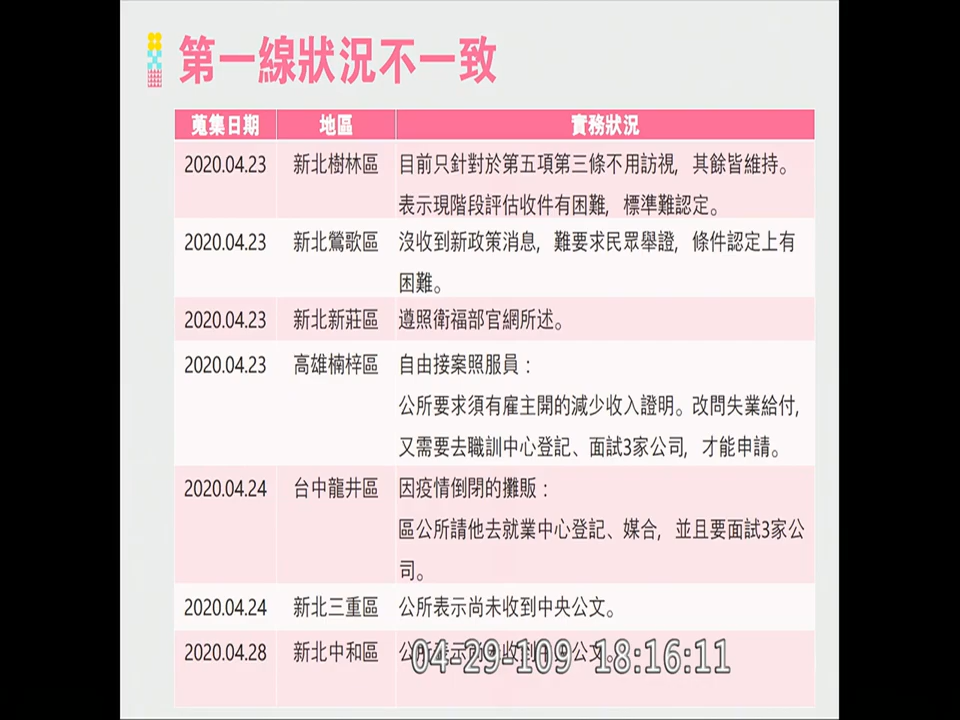 第一線狀況不一致
蒐集日期 地區 實務狀況
2020.04.23 新北樹林區 目前只針對於第五項第三條不用訪視，其餘皆維持。
表示現階段評估收件有困難，標準難認定。
2020.04.23 新北鶯歌區 沒收到新政策消息，難要求民眾舉證，條件認定上有
困難。
2020.04.23 新北新莊區 遵照衛福部官網所述。
2020.04.23 高雄楠梓區 自由接案照服員：
公所要求須有雇主開的減少收入證明。改問失業給付，
又需要去職訓中心登記、面試3家公司，才能申請。
2020.04.24 台中龍井區 因疫情倒閉的攤販：
區公所請他去就業中心登記、媒合，並且要面試3家公
司。
2020.04.24 新北三重區 公所表示尚未收到中央公文。
2020.04.28 新北中和區 公所表示尚未收到中央公文。
04-29-109 18:16:11